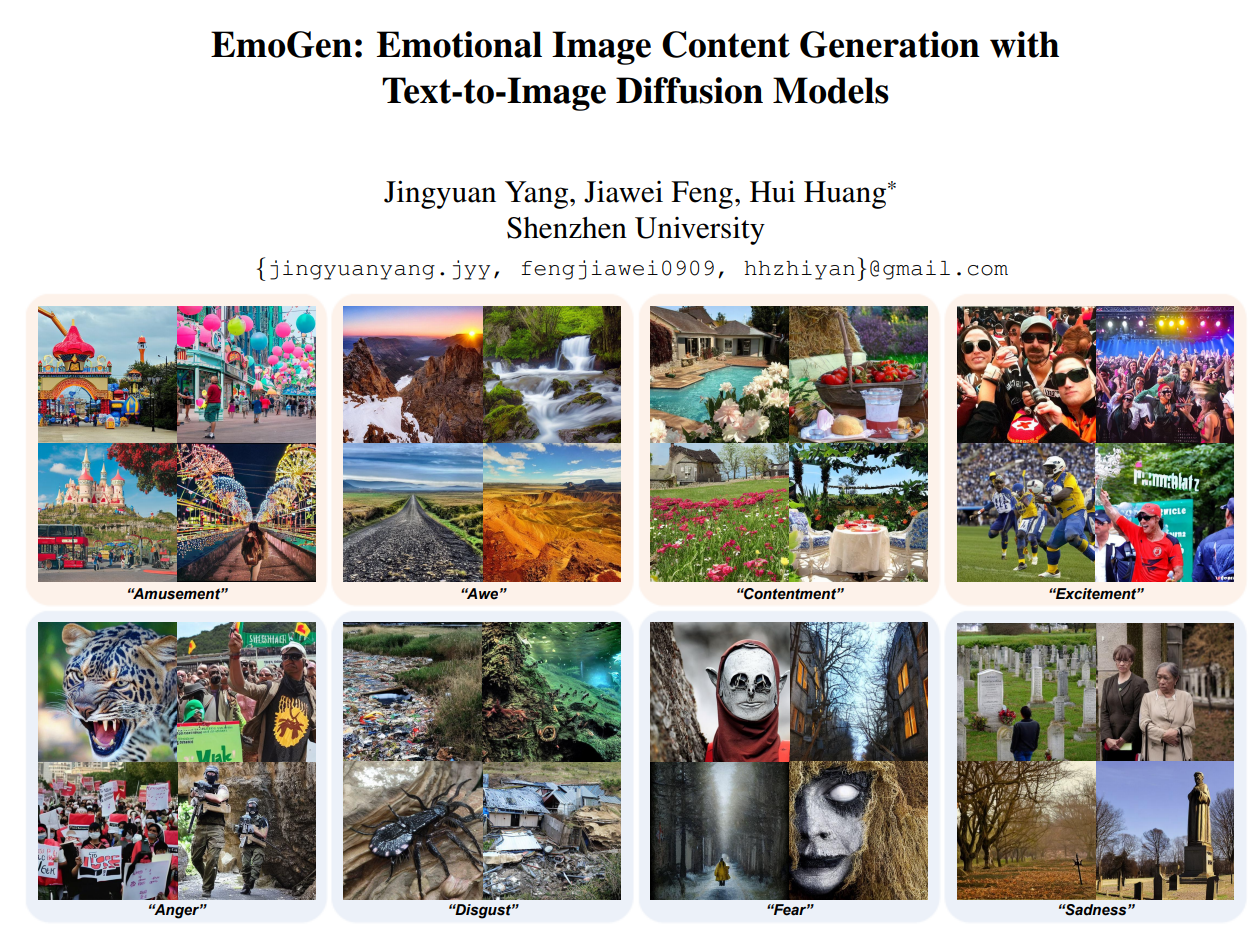 EmoGen: Emotional Image Content Generation with
Text-to-Image Diffusion Models
Jingyuan Yang, Jiawei Feng, Hui Huang*
Shenzhen University
{jingyuanyang.jyy, fengjiawei0909, hhzhiyan}@gmail.com
“Amusement”
“Awe”
“Contentment”
“Excitement”
“Anger”
“Disgust”
“Fear”
“Sadness”